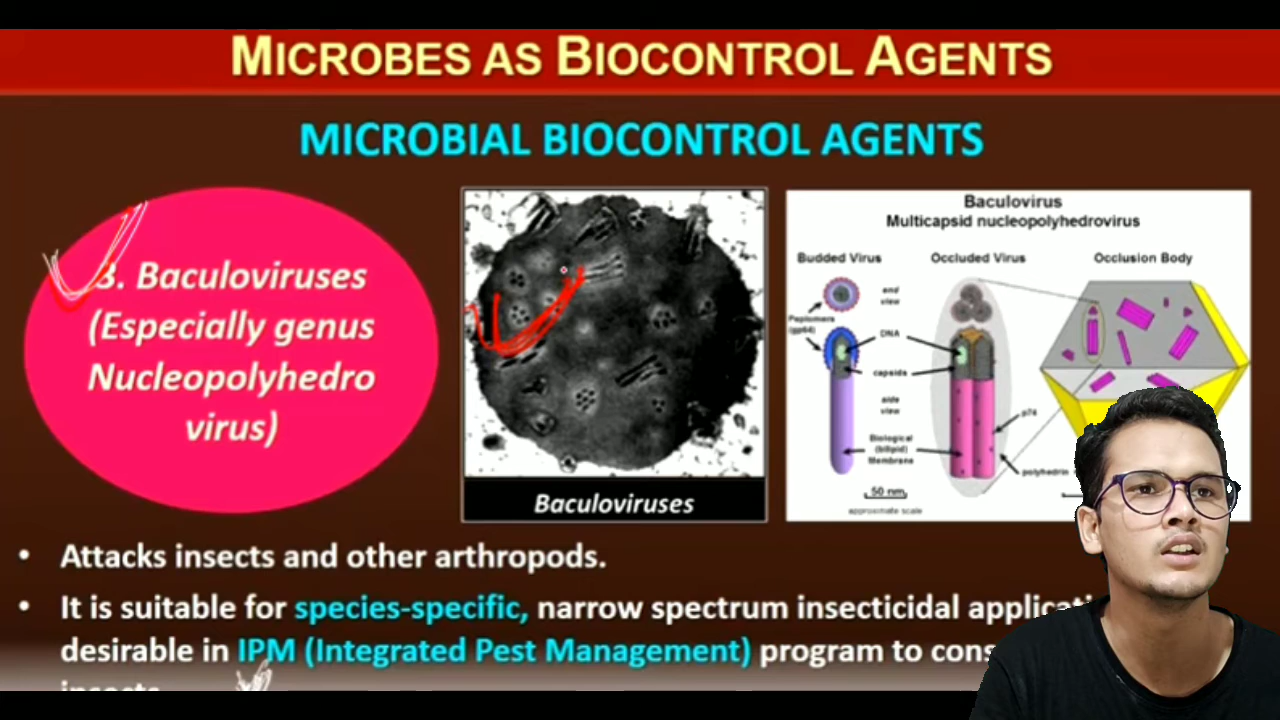 MICROBES AS BIOCONTROL AGENTS
MICROBIAL BIOCONTROL AGENTS
3. Baculoviruses
(Especially genus
Nucleopolyhedro
virus)
Baculoviruses
Baculovirus
Multicapsid nucleopolyhedrovirus
Budded Virus
Occluded Virus
Occlusion Body
end
view
Peplomers
(gp64)
DNA
capsids
side
view
p74
Biological
(bilipid)
Membrane
polyhedrin
50 nm
approximate scale
• Attacks insects and other arthropods.
• It is suitable for species-specific, narrow spectrum insecticidal
desirable in IPM (Integrated Pest Management) program to
insects